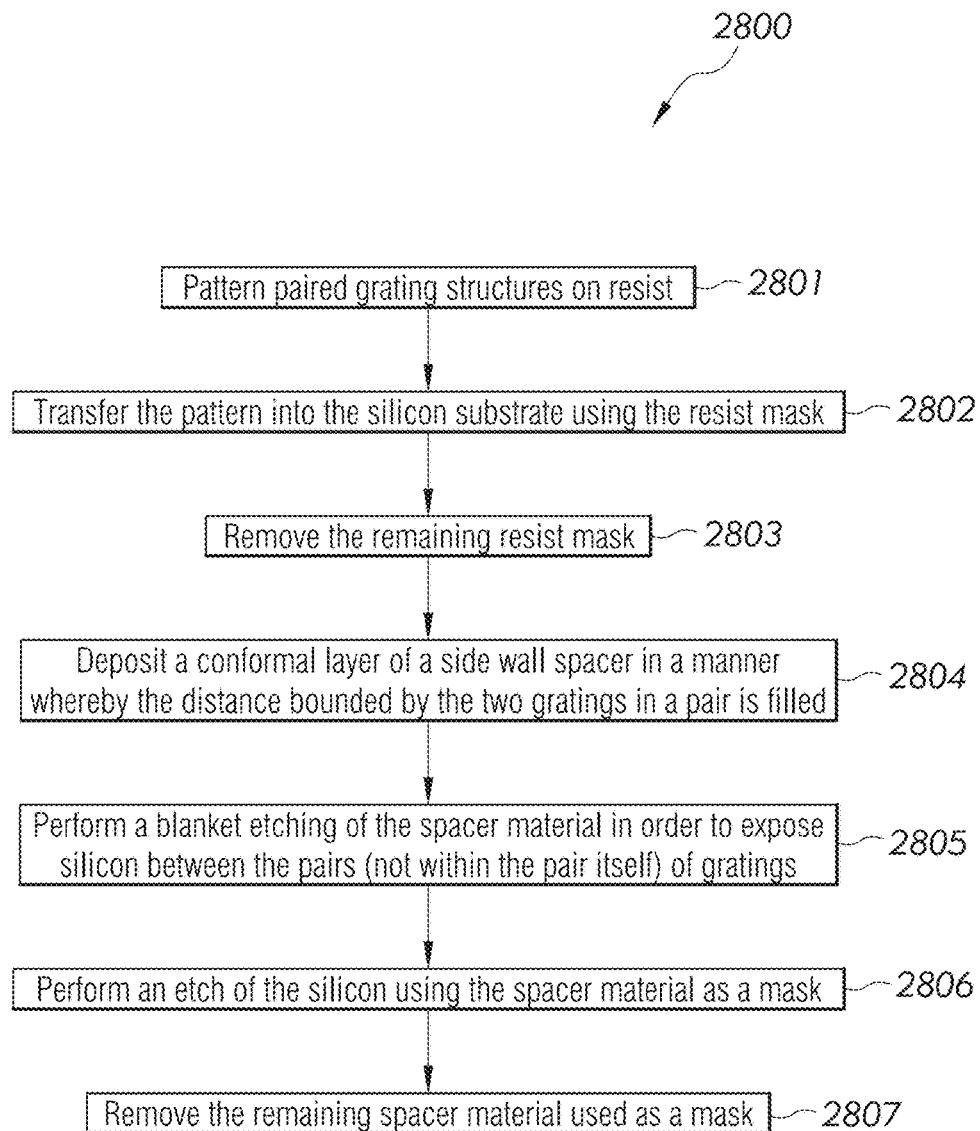 2800
Pattern paired grating structures on resist 2801
Transfer the pattern into the silicon substrate using the resist mask 2802
Remove the remaining resist mask 2803
Deposit a conformal layer of a side wall spacer in a manner
whereby the distance bounded by the two gratings in a pair is filled 2804
Perform a blanket etching of the spacer material in order to expose
silicon between the pairs (not within the pair itself) of gratings 2805
Perform an etch of the silicon using the spacer material as a mask 2806
Remove the remaining spacer material used as a mask 2807